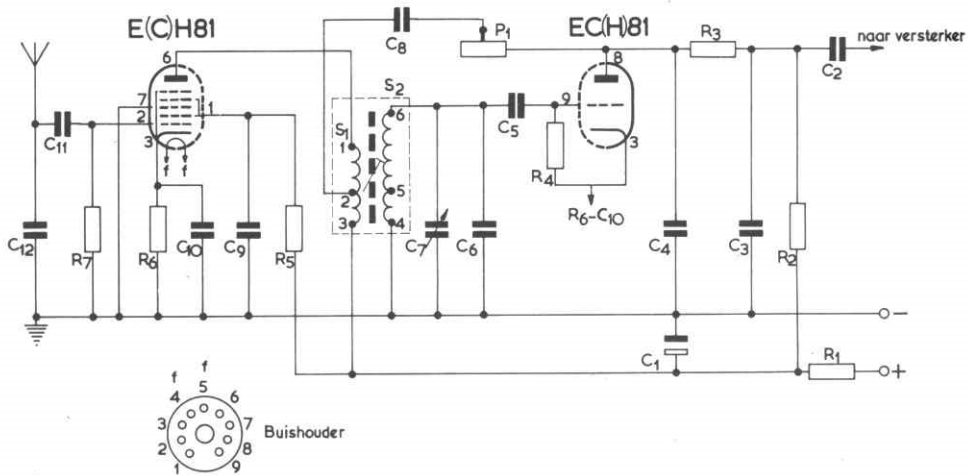 E(C)H81
C8
P1
EC(H)81
R3
C2
naar versterker
6
8
7
2
1
3
f
f
C11
S1
S2
1
2
3
6
5
4
C5
9
3
R4
R6-C10
C12
R7
R6
C10
C9
R5
C7
C6
C4
C3
R2
-
C1
R1
+
f
f
4
5
6
3
7
2
8
1
9
Buishouder